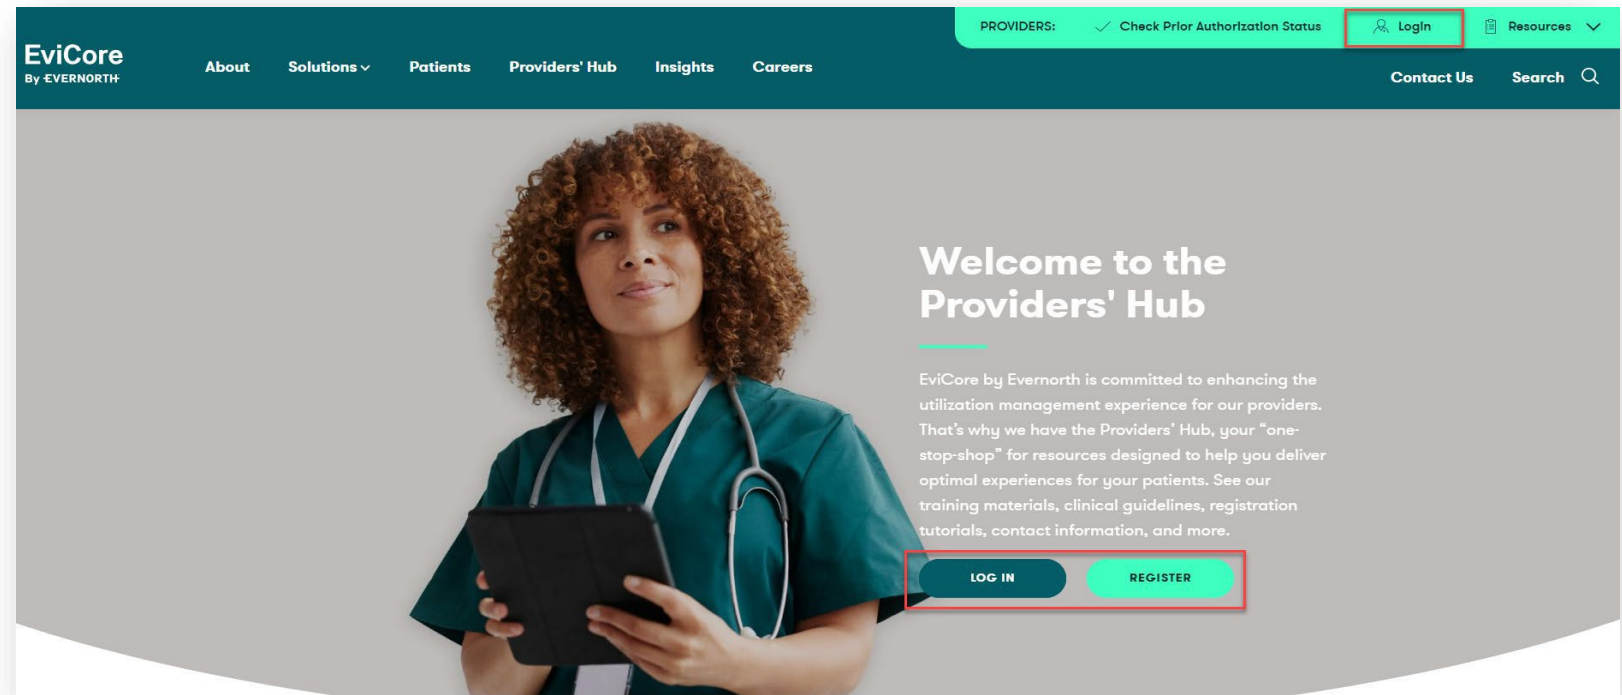 PROVIDERS: Check Prior Authorization Status Login Resources
EviCore
By EVERNORTH
About Solutions Patients Providers' Hub Insights Careers
Contact Us Search
Welcome to the
Providers' Hub
EviCore by Evernorth is committed to enhancing the
utilization management experience for our providers.
That's why we have the Providers' Hub, your "one-
stop-shop" for resources designed to help you deliver
optimal experiences for your patients. See our
training materials, clinical guidelines, registration
tutorials, contact information, and more.
LOG IN REGISTER